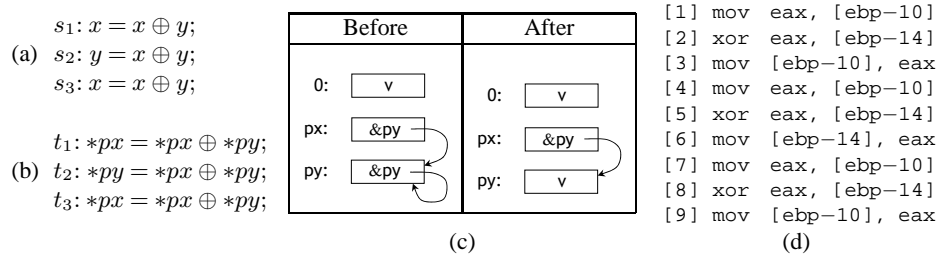 (a)
s1: x = x ⊕ y;
s2: y = x ⊕ y;
s3: x = x ⊕ y;
(b)
t1: *px = *px ⊕ *py;
t2: *py = *px ⊕ *py;
t3: *px = *px ⊕ *py;
Before After
0: v
px: &py
py: &py
0: v
px: &py
py: v
(c)
[1] mov eax, [ebp−10]
[2] xor eax, [ebp−14]
[3] mov [ebp−10], eax
[4] mov eax, [ebp−10]
[5] xor eax, [ebp−14]
[6] mov [ebp−14], eax
[7] mov eax, [ebp−10]
[8] xor eax, [ebp−14]
[9] mov [ebp−10], eax
(d)